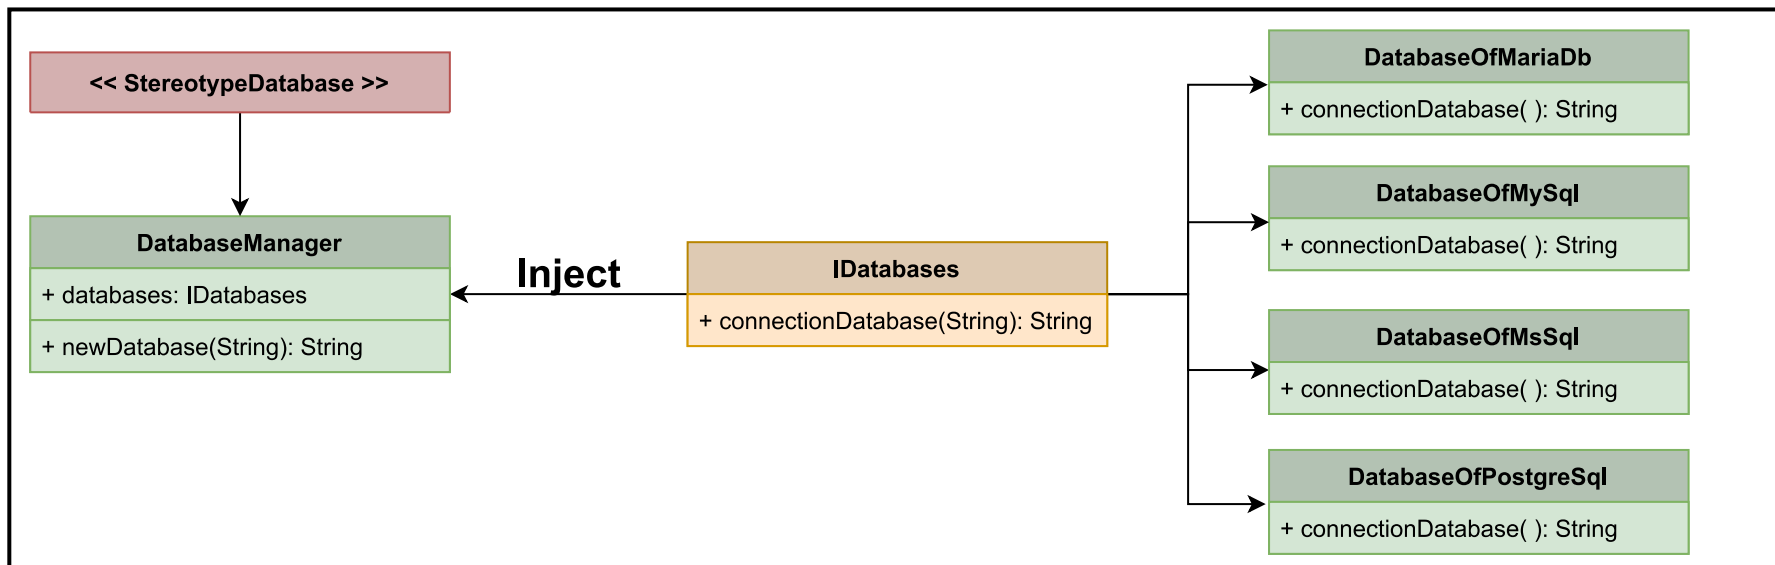 << StereotypeDatabase >>
DatabaseManager
+ databases: IDatabases
+ newDatabase(String): String
Inject
IDatabases
+ connectionDatabase(String): String
DatabaseOfMariaDb
+ connectionDatabase( ): String
DatabaseOfMySql
+ connectionDatabase( ): String
DatabaseOfMsSql
+ connectionDatabase( ): String
DatabaseOfPostgreSql
+ connectionDatabase( ): String